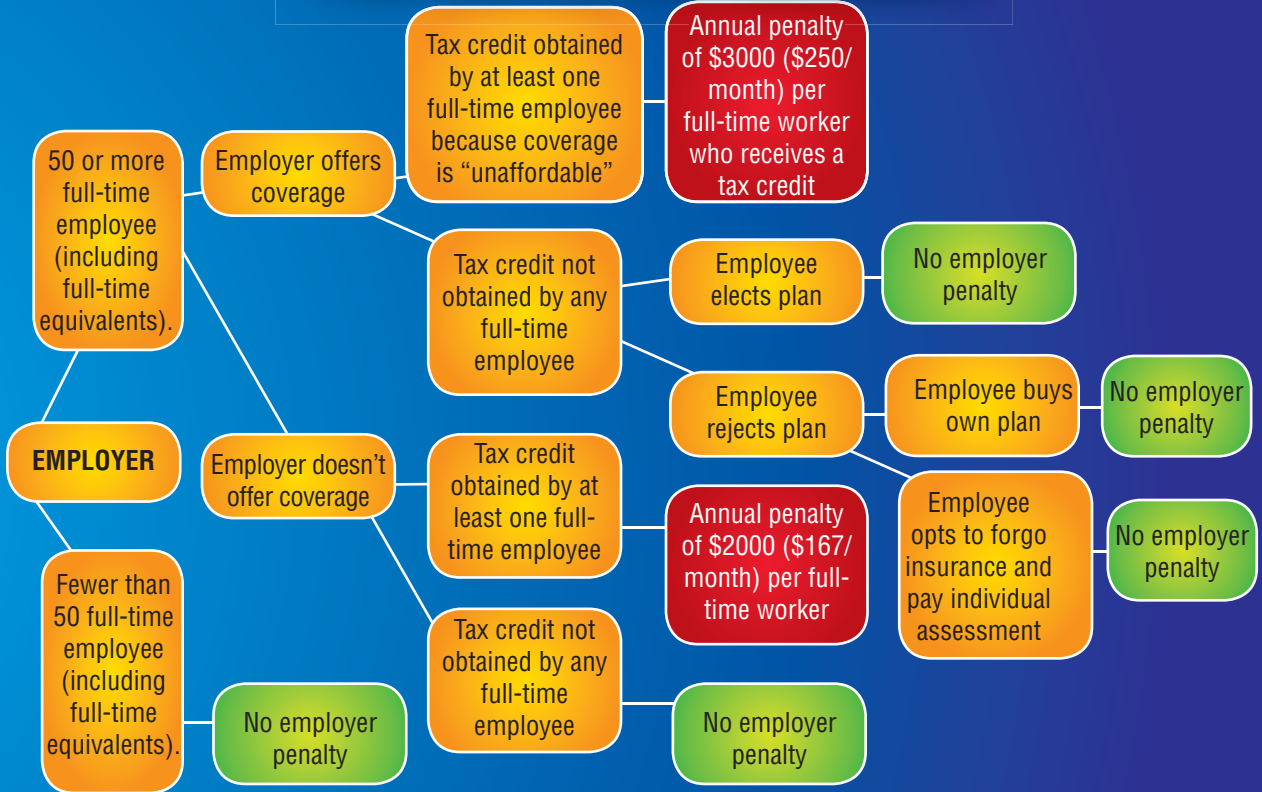 Tax credit obtained
by at least one
full-time employee
because coverage
is “unaffordable”
Annual penalty
of $3000 ($250/
month) per
full-time worker
who receives a
tax credit
50 or more
full-time
employee
(including
full-time
equivalents).
Employer offers
coverage
Tax credit not
obtained by any
full-time
employee
Employee
elects plan
No employer
penalty
Employee
rejects plan
Employee buys
own plan
No employer
penalty
EMPLOYER
Employer doesn't
offer coverage
Tax credit
obtained by at
least one full-
time employee
Annual penalty
of $2000 ($167/
month) per full-
time worker
Employee
opts to forgo
insurance and
pay individual
assessment
No employer
penalty
Fewer than
50 full-time
employee
(including
full-time
equivalents).
No employer
penalty
Tax credit not
obtained by any
full-time
employee
No employer
penalty